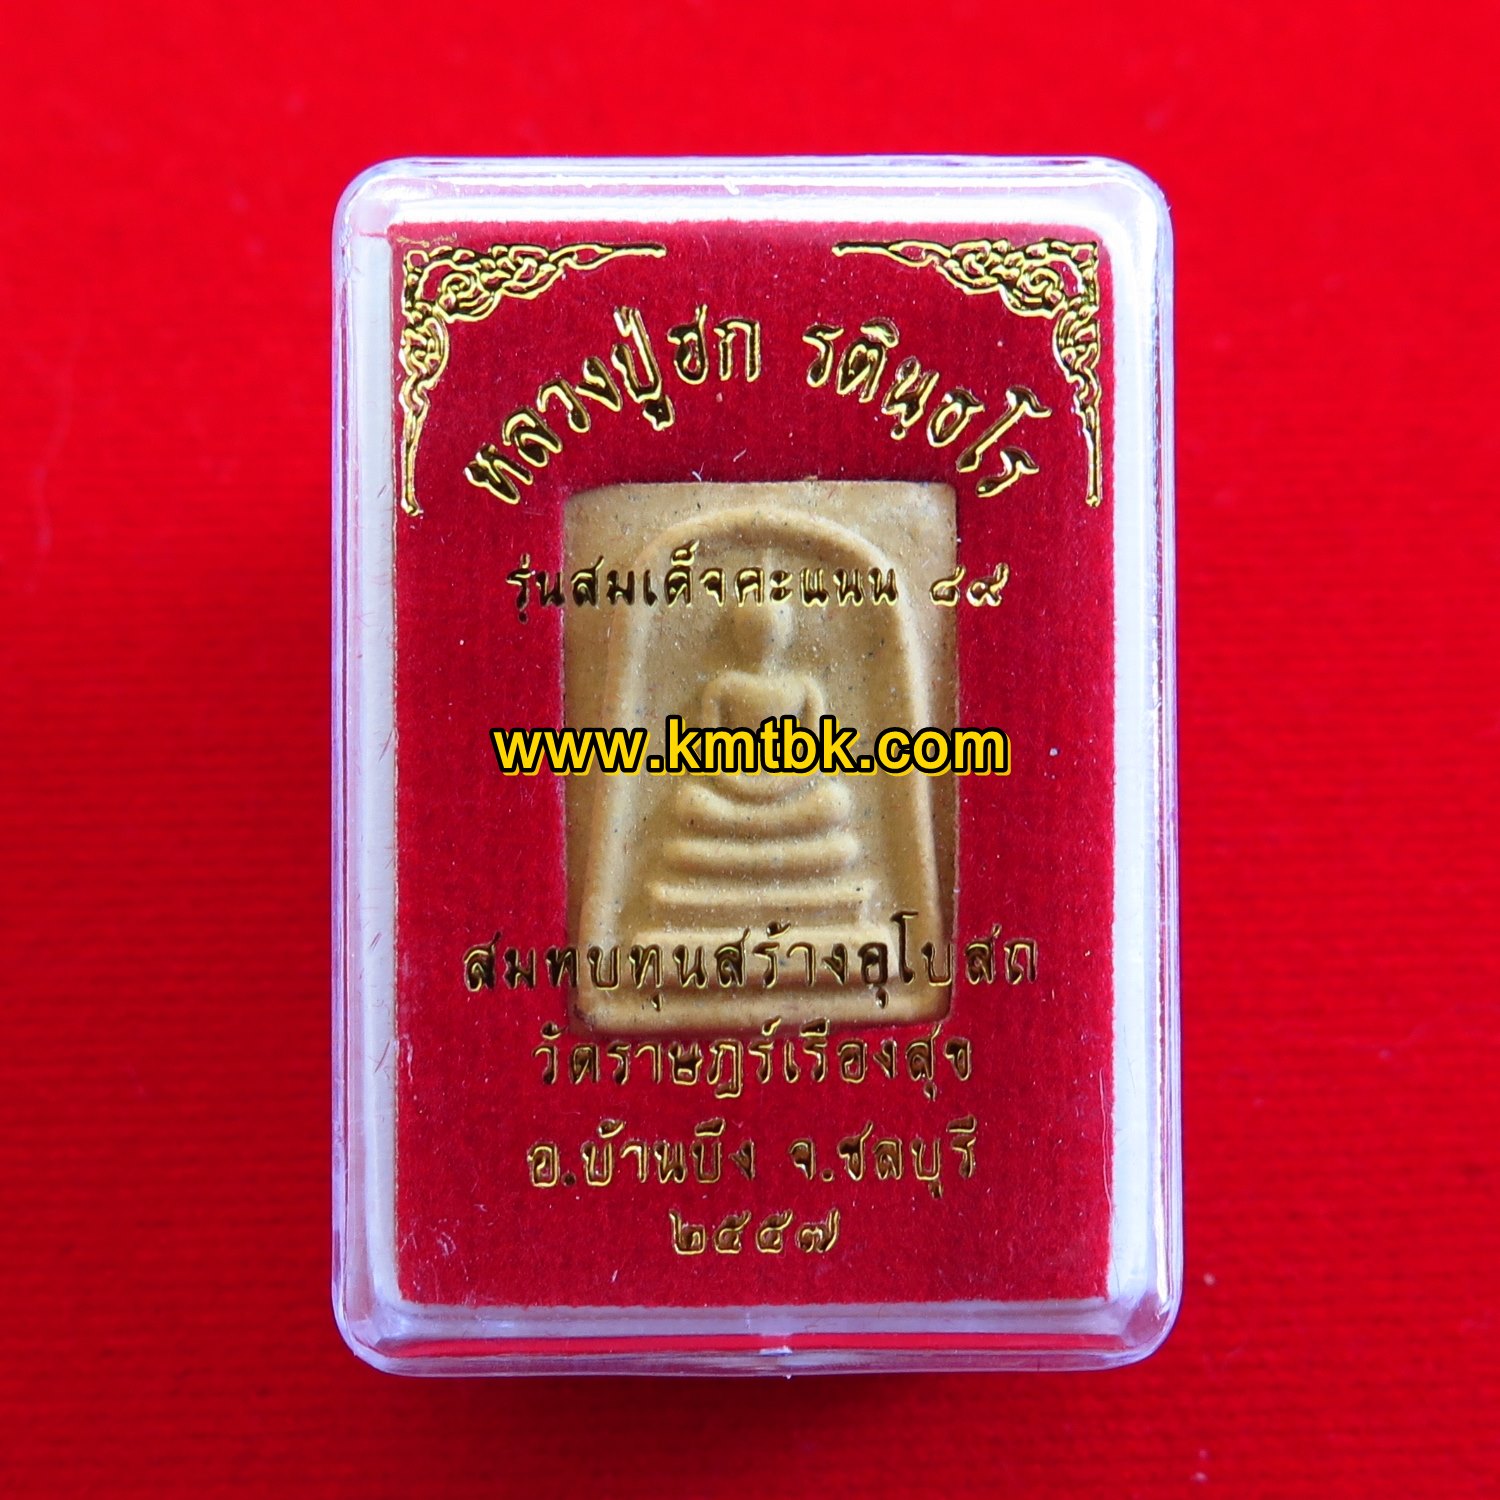 หลวงปู่ฮก รตินฺธโร
รุ่นสมเด็จคะแนน ๘๙
www.kmtbk.com
สมทบทุนสร้างอุโบสถ
วัดราษฎร์เรืองสุข
อ.บ้านบึง จ.ชลบุรี
๒๕๕๗